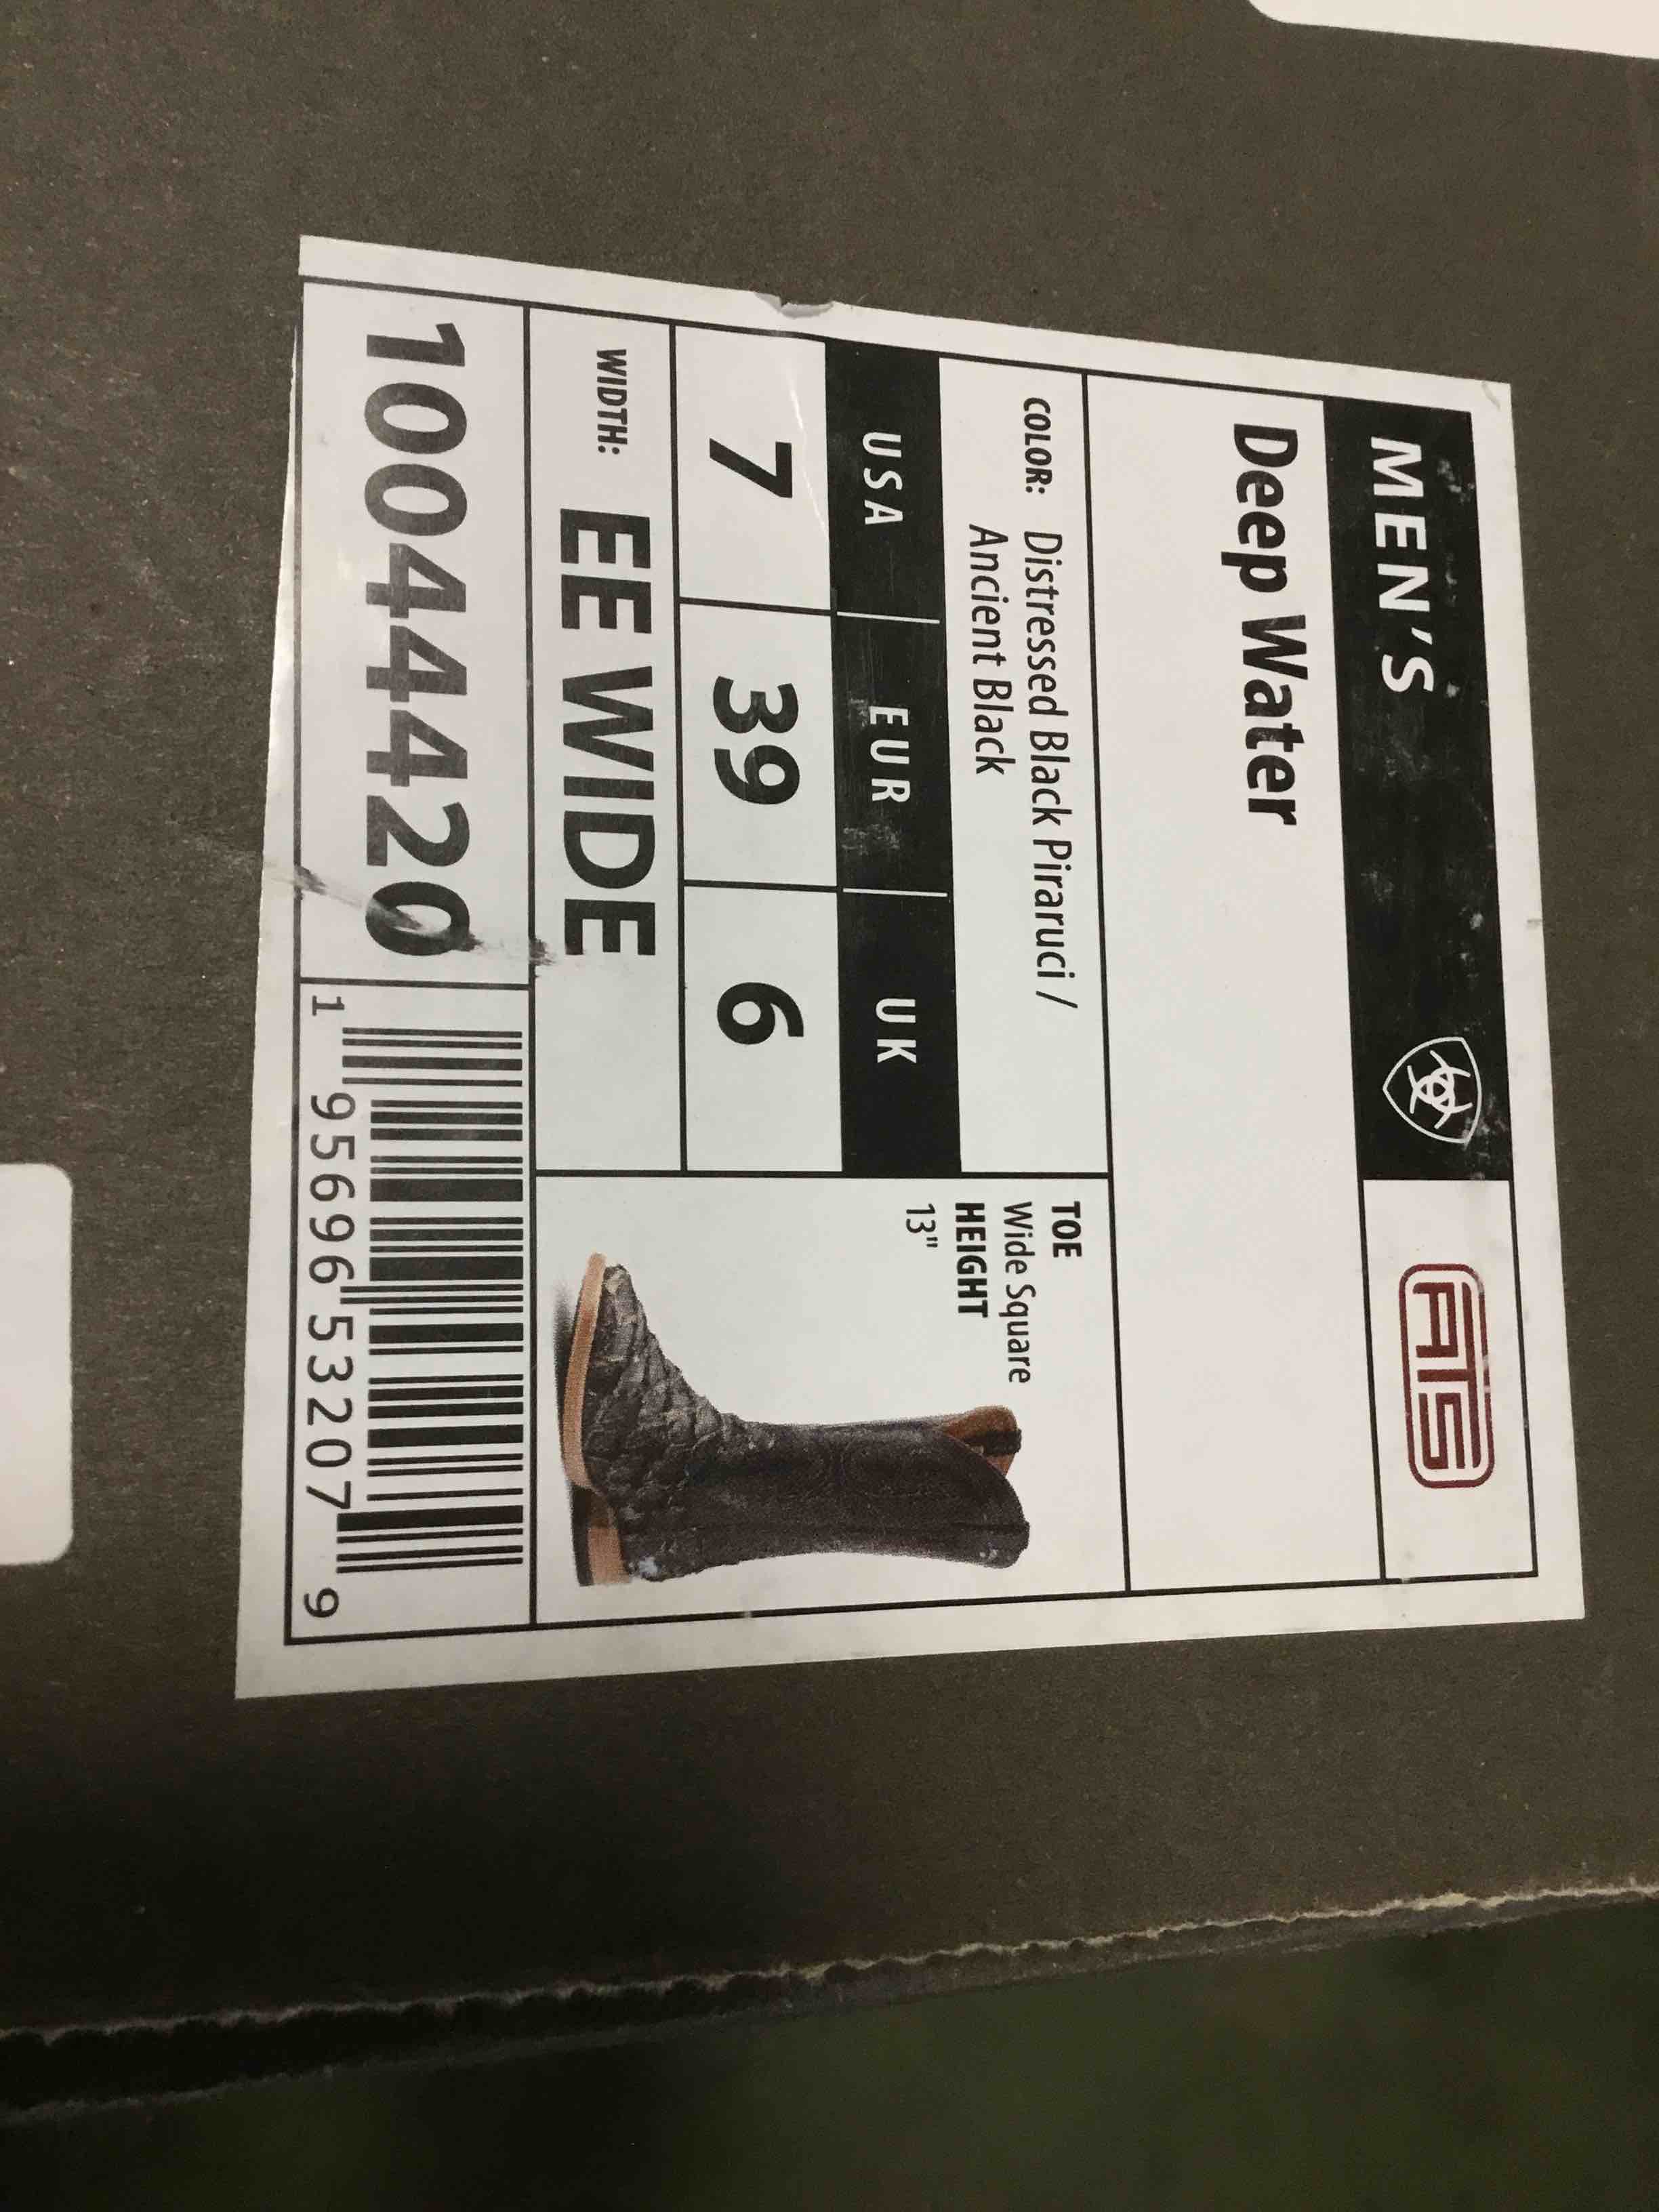 MEN'S
ATS
Deep Water
COLOR: Distressed Black Piraruci /
Ancient Black
USA EUR UK
7 39 6
WIDTH: EE WIDE
TOE
Wide Square
HEIGHT
13"
10044420
1 95696 53207 9